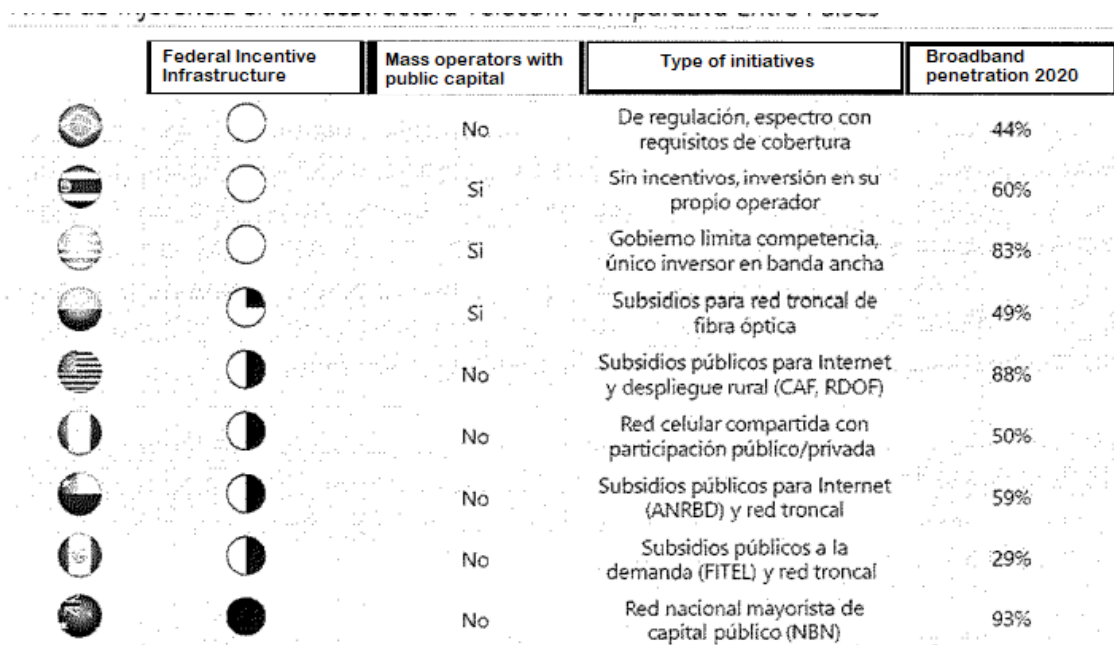 Federal Incentive
Infrastructure
Mass operators with
public capital
Type of initiatives
Broadband
penetration 2020
No
De regulación, espectro con
requisitos de cobertura
44%
Si
Sin incentivos, inversión en su
propio operador
60%
Si
Gobierno limita competencia,
único inversor en banda ancha
83%
Si
Subsidios para red troncal de
fibra óptica
49%
No
Subsidios públicos para Internet
y despliegue rural (CAF, RDOF)
88%
No
Red celular compartida con
participación público/privada
50%
No
Subsidios públicos para Internet
(ANRBD) y red troncal
59%
No
Subsidios públicos a la
demanda (FITEL) y red troncal
29%
No
Red nacional mayorista de
capital público (NBN)
93%